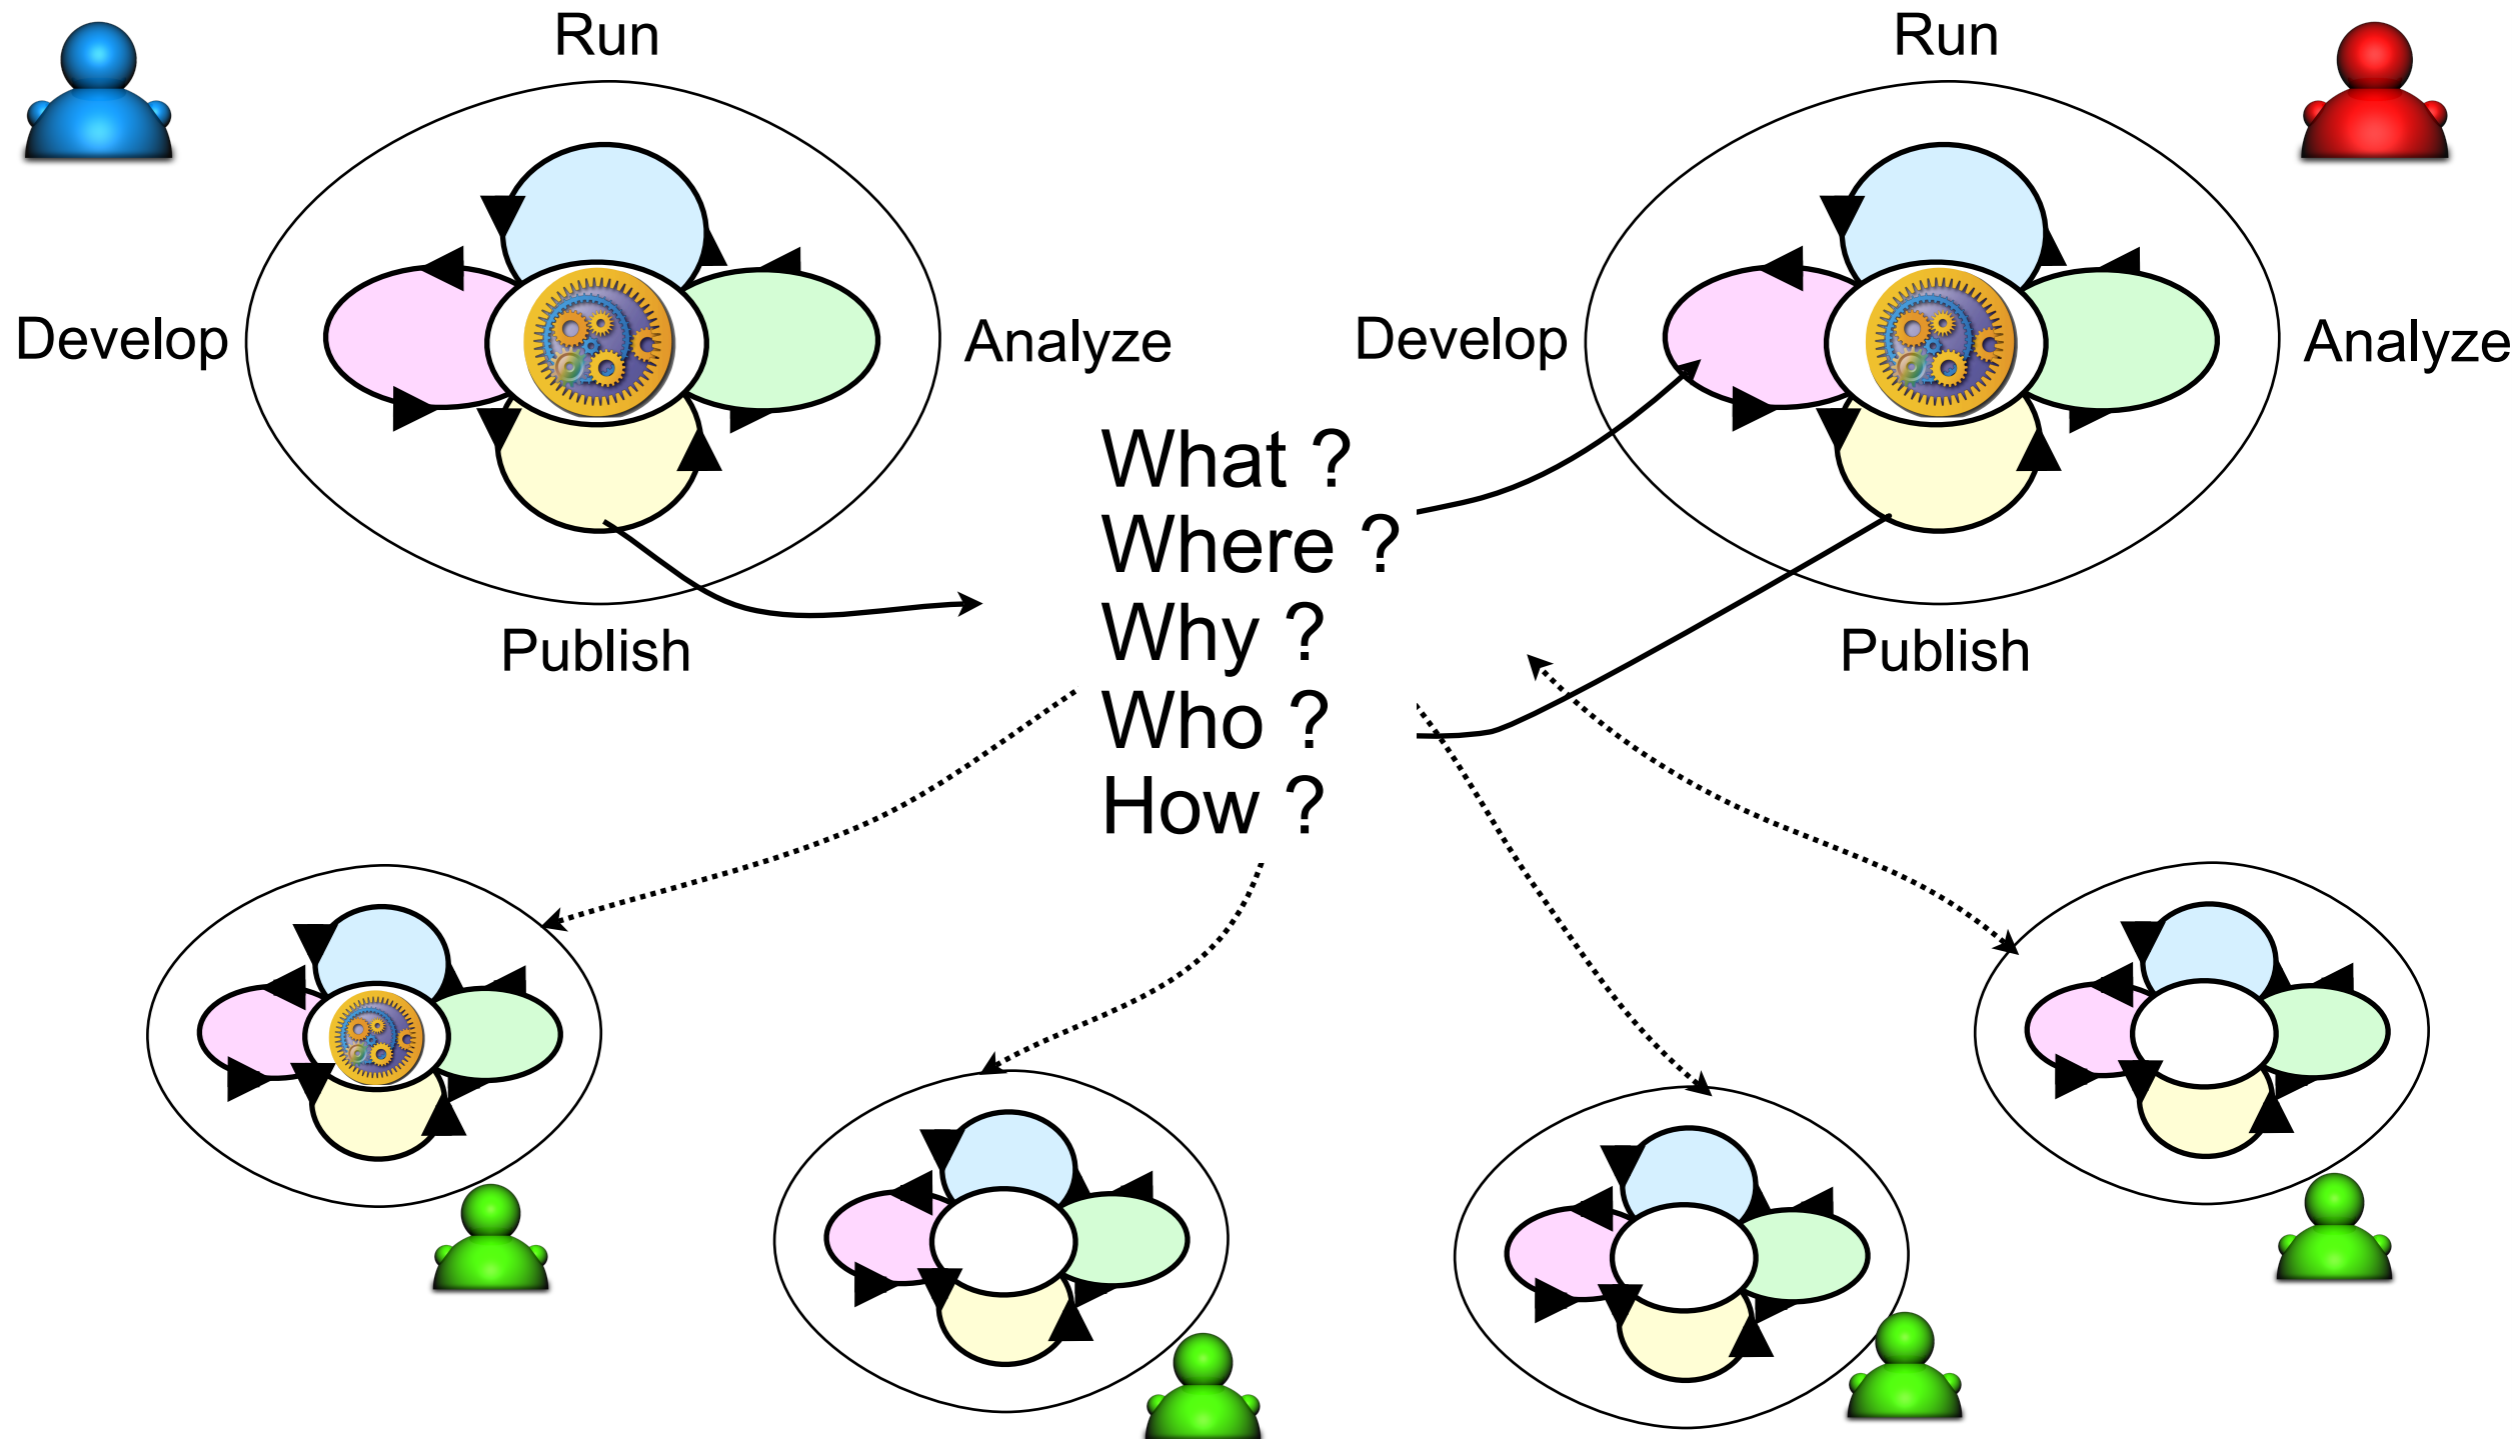 Run
Run
Develop
Analyze
Develop
Analyze
What ?
Where ?
Why ?
Who ?
How ?
Publish
Publish